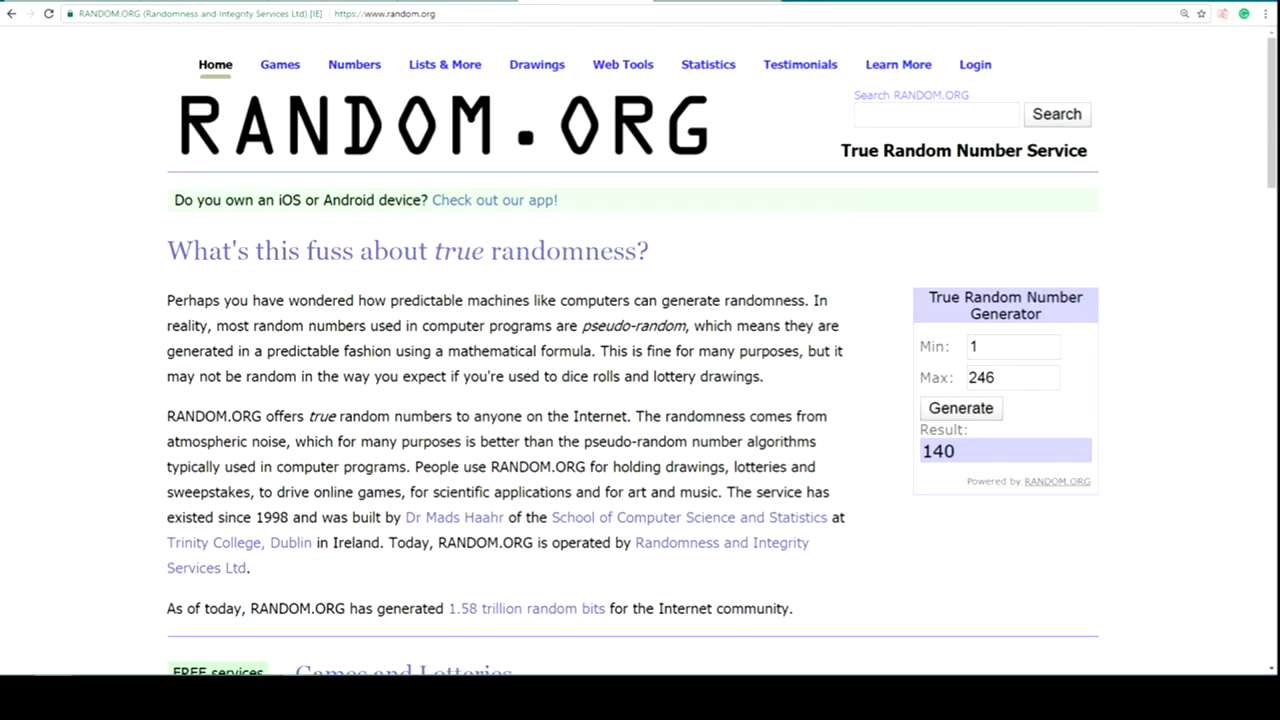 RANDOM.ORG (Randomness and Integrity Services Ltd) [IE] https://www.random.org
Home Games Numbers Lists & More Drawings Web Tools Statistics Testimonials Learn More Login
RANDOM.ORG
Search RANDOM.ORG
Search
True Random Number Service
Do you own an iOS or Android device? Check out our app!
What's this fuss about true randomness?
Perhaps you have wondered how predictable machines like computers can generate randomness. In
reality, most random numbers used in computer programs are pseudo-random, which means they are
generated in a predictable fashion using a mathematical formula. This is fine for many purposes, but it
may not be random in the way you expect if you're used to dice rolls and lottery drawings.
RANDOM.ORG offers true random numbers to anyone on the Internet. The randomness comes from
atmospheric noise, which for many purposes is better than the pseudo-random number algorithms
typically used in computer programs. People use RANDOM.ORG for holding drawings, lotteries and
sweepstakes, to drive online games, for scientific applications and for art and music. The service has
existed since 1998 and was built by Dr Mads Haahr of the School of Computer Science and Statistics at
Trinity College, Dublin in Ireland. Today, RANDOM.ORG is operated by Randomness and Integrity
Services Ltd.
As of today, RANDOM.ORG has generated 1.58 trillion random bits for the Internet community.
True Random Number
Generator
Min: 1
Max: 246
Generate
Result:
140
Powered by RANDOM.ORG
FREE services
Games and Lotteries